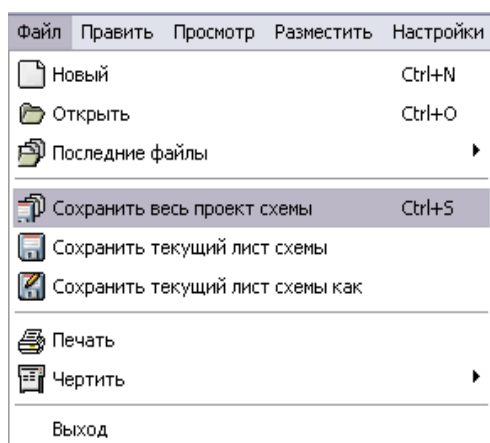 Файл Править Просмотр Разместить Настройки
Новый Ctrl+N
Открыть Ctrl+O
Последние файлы
Сохранить весь проект схемы Ctrl+S
Сохранить текущий лист схемы
Сохранить текущий лист схемы как
Печать
Чертить
Выход